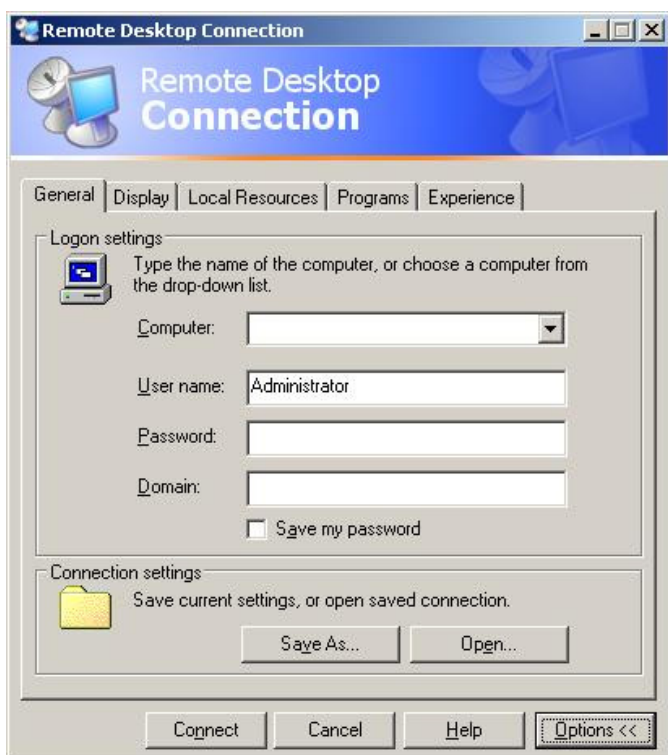 Remote Desktop Connection
Remote Desktop
Connection
General Display Local Resources Programs Experience
Logon settings
Type the name of the computer, or choose a computer from
the drop-down list.
Computer:
User name: Administrator
Password:
Domain:
Save my password
Connection settings
Save current settings, or open saved connection.
Save As... Open...
Connect Cancel Help Options <<